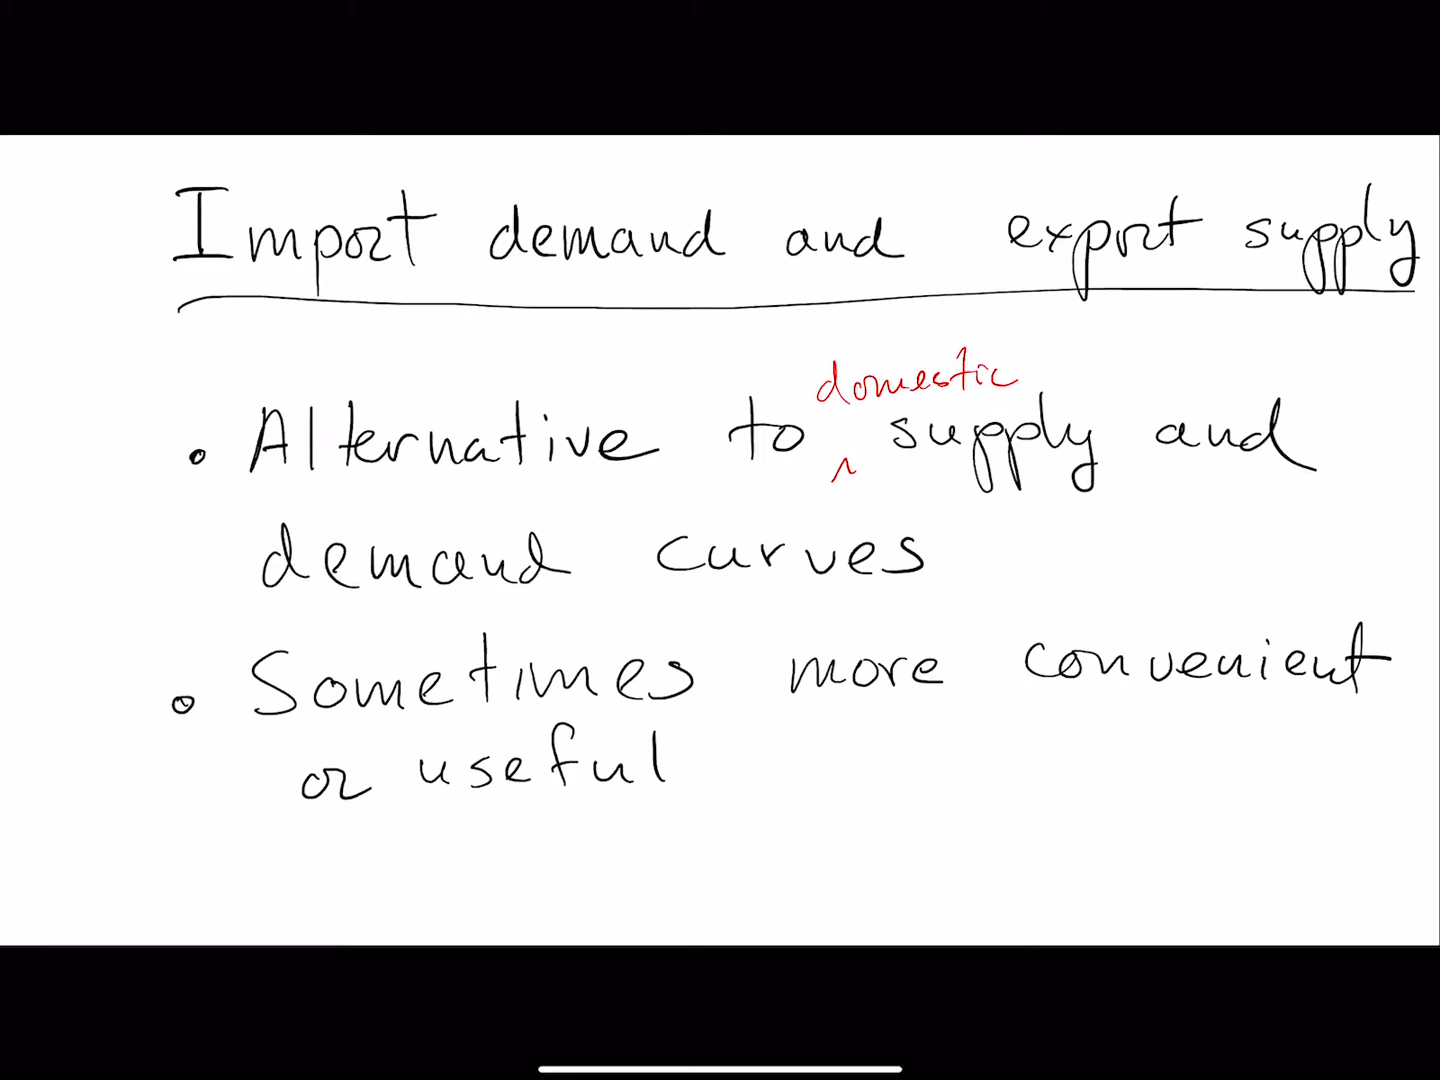 Import demand and export supply
• Alternative to domestic supply and
demand curves
• Sometimes more convenient
or useful